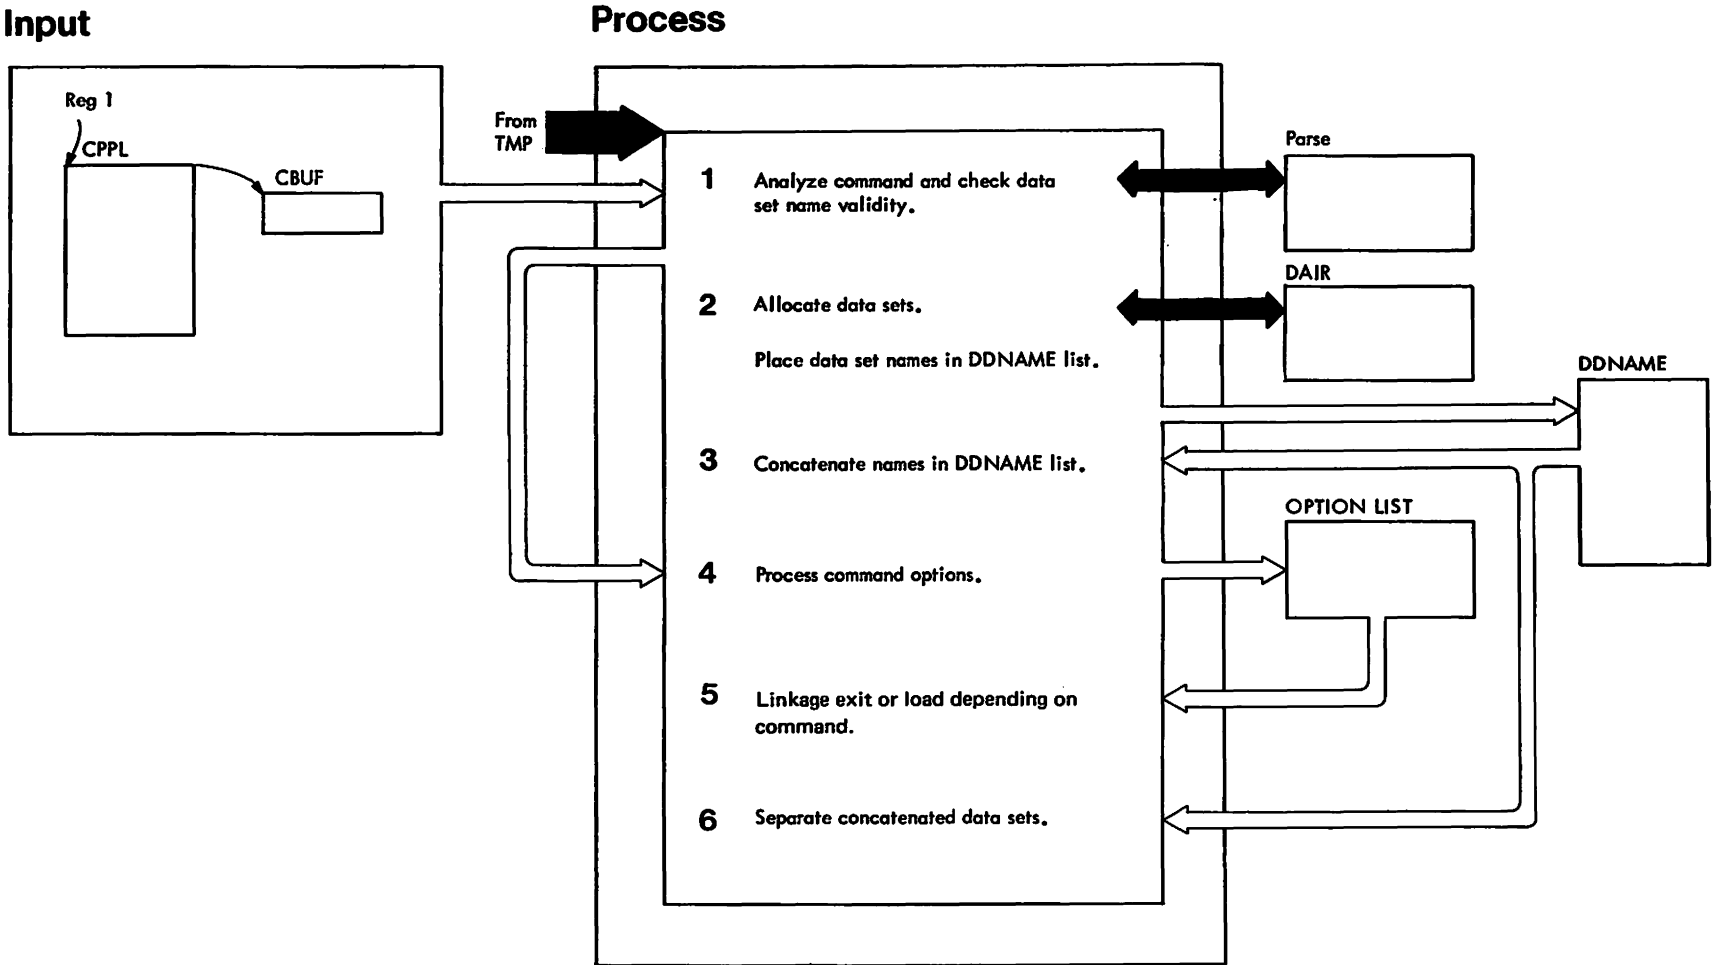 Input
Process
Reg 1
CPPL
CBUF
From
TMP
1 Analyze command and check data
set name validity.
Parse
2 Allocate data sets.
DAIR
Place data set names in DDNAME list.
DDNAME
3 Concatenate names in DDNAME list.
OPTION LIST
4 Process command options.
5 Linkage exit or load depending on
command.
6 Separate concatenated data sets.